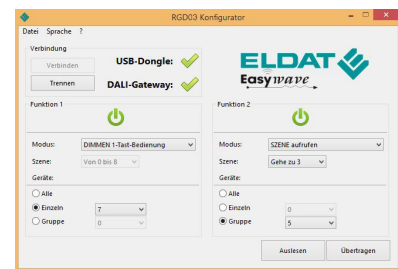 RGD03 Konfigurator
Datei Sprache ?
Verbindung
Verbinden
USB-Dongle:
Trennen
DALI-Gateway:
ELDAT
Easywave
Funktion 1
Modus: DIMMEN 1-Tast-Bedienung
Szene: Von 0 bis 8
Geräte:
Alle
Einzeln 7
Gruppe 0
Funktion 2
Modus: SZENE aufrufen
Szene: Gehe zu 3
Geräte:
Alle
Einzeln 0
Gruppe 5
Auslesen Übertragen